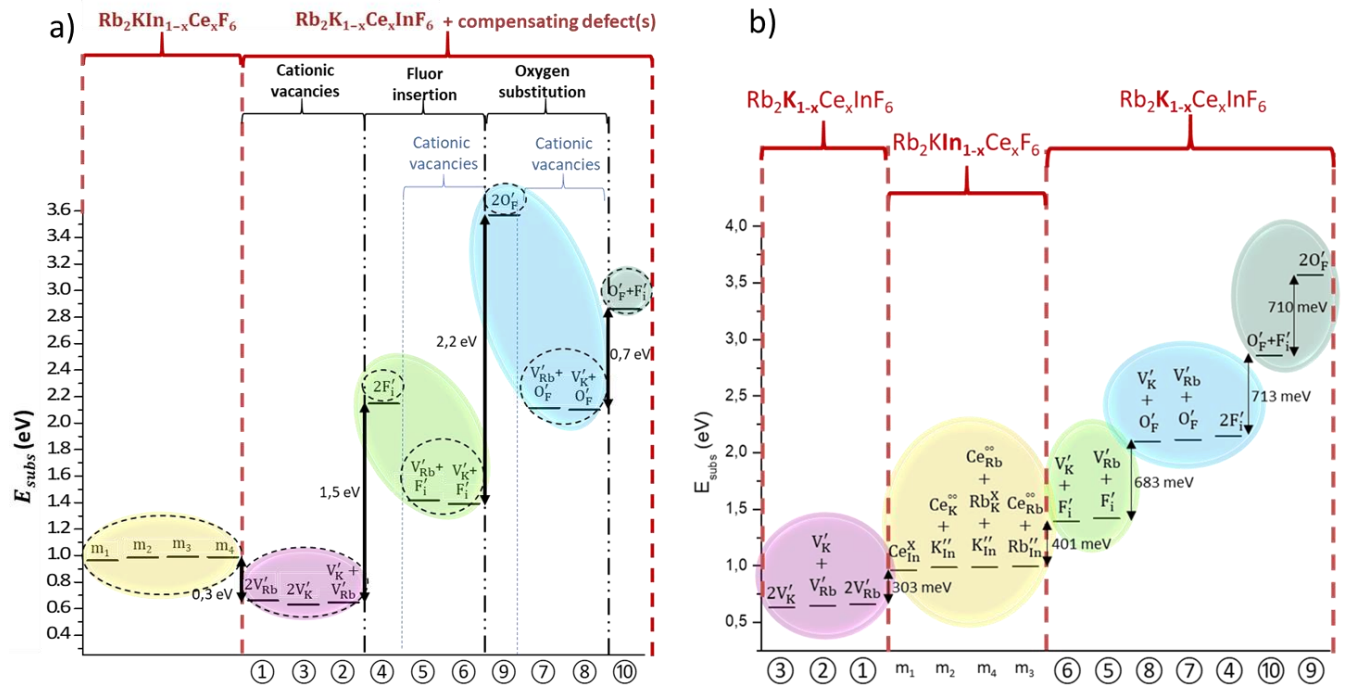 a)
Rb₂KIn₁₋ₓCeₓF₆
Rb₂K₁₋ₓCeₓInF₆ + compensating defect(s)
Cationic
vacancies
Fluor
insertion
Oxygen
substitution
Cationic
vacancies
Cationic
vacancies
E_subs (eV)
3.6
3.4
3.2
3.0
2.8
2.6
2.4
2.2
2.0
1.8
1.6
1.4
1.2
1.0
0.8
0.6
0.4
m₁ m₂ m₃ m₄
0,3 eV
2V′Rb
2V′K
V′K +
V′Rb
1,5 eV
2F′i
V′Rb+
F′i
V′K+
F′i
2,2 eV
2O′F
V′Rb+
O′F
V′K+
O′F
0,7 eV
O′F+F′i
① ③ ② ④ ⑤ ⑥ ⑨ ⑦ ⑧ ⑩
b)
Rb₂K₁₋ₓCeₓInF₆
Rb₂KIn₁₋ₓCeₓF₆
Rb₂K₁₋ₓCeₓInF₆
E_subs (eV)
4,0
3,5
3,0
2,5
2,0
1,5
1,0
0,5
2V′K
V′K
+
V′Rb
2V′Rb
303 meV
Ce^X_In
Ce^∞_K
+
K″In
Ce^∞_Rb
+
Rb^X_K
+
K″In
Ce^∞_Rb
+
Rb″In
401 meV
V′K
+
F′i
V′Rb
+
F′i
683 meV
V′K
+
O′F
V′Rb
+
O′F
2F′i
713 meV
O′F+F′i
710 meV
2O′F
③ ② ① m₁ m₂ m₄ m₃ ⑥ ⑤ ⑧ ⑦ ④ ⑩ ⑨